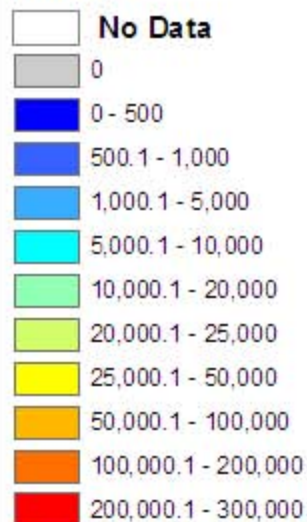 No Data
0
0 - 500
500.1 - 1,000
1,000.1 - 5,000
5,000.1 - 10,000
10,000.1 - 20,000
20,000.1 - 25,000
25,000.1 - 50,000
50,000.1 - 100,000
100,000.1 - 200,000
200,000.1 - 300,000